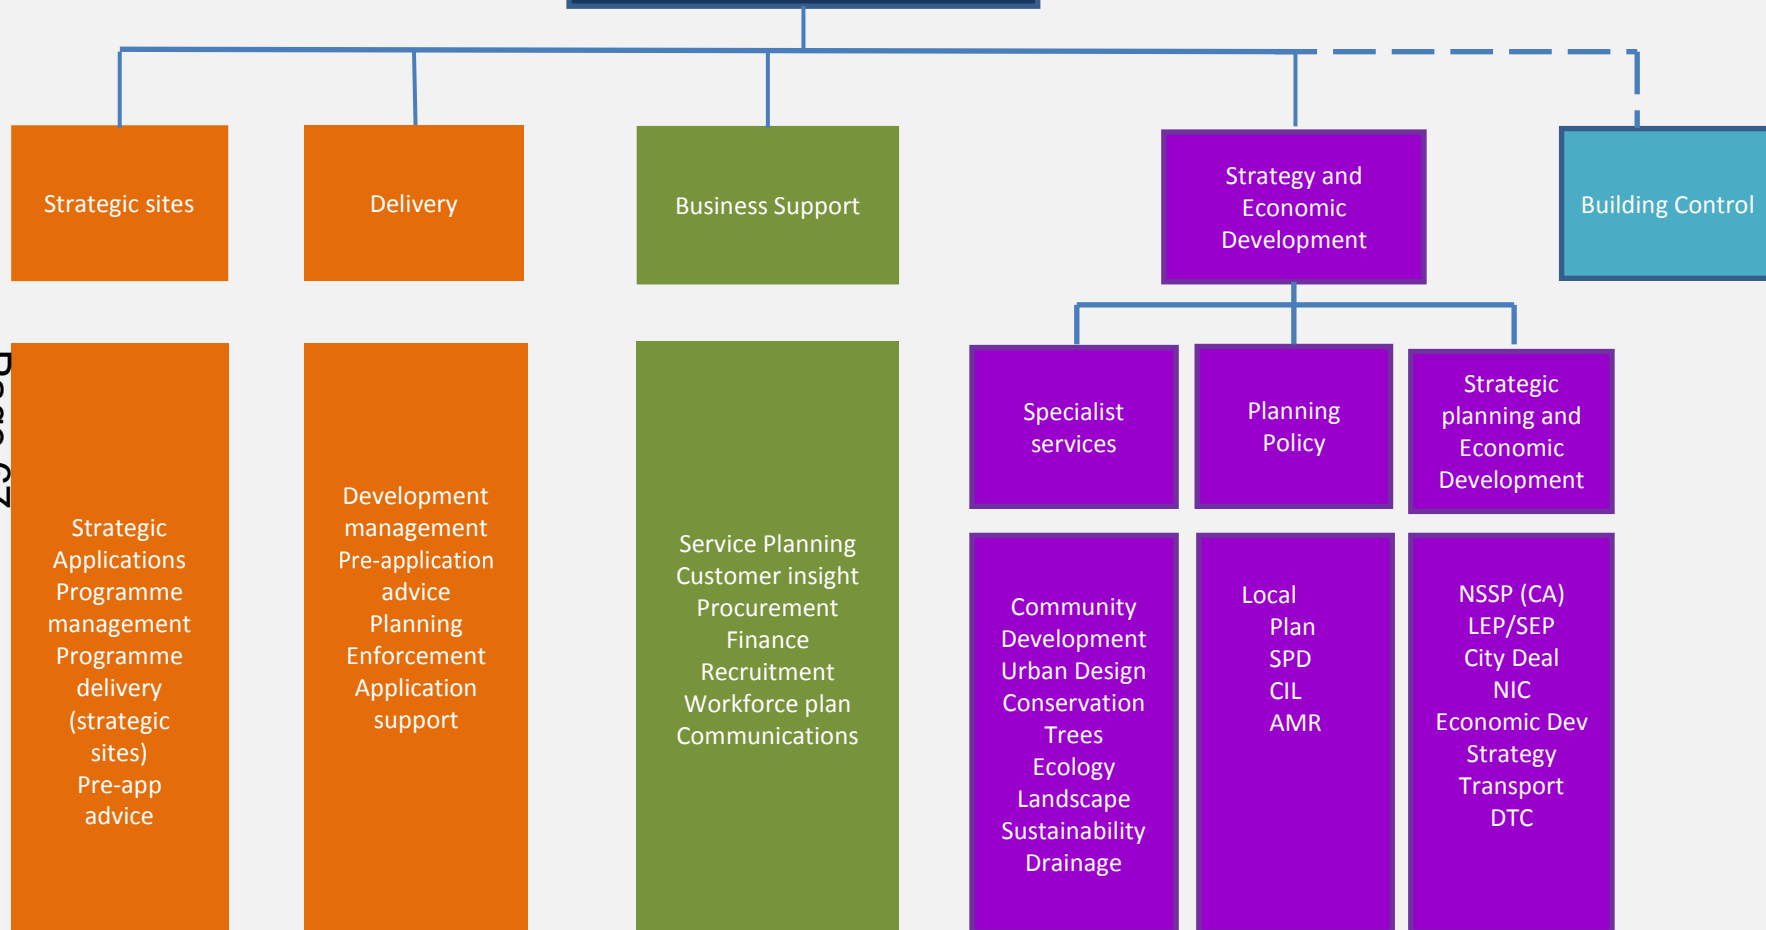 Strategic sites
Delivery
Business Support
Strategy and
Economic
Development
Building Control
Specialist
services
Planning
Policy
Strategic
planning and
Economic
Development
Strategic
Applications
Programme
management
Programme
delivery
(strategic
sites)
Pre-app
advice
Development
management
Pre-application
advice
Planning
Enforcement
Application
support
Service Planning
Customer insight
Procurement
Finance
Recruitment
Workforce plan
Communications
Community
Development
Urban Design
Conservation
Trees
Ecology
Landscape
Sustainability
Drainage
Local
Plan
SPD
CIL
AMR
NSSP (CA)
LEP/SEP
City Deal
NIC
Economic Dev
Strategy
Transport
DTC